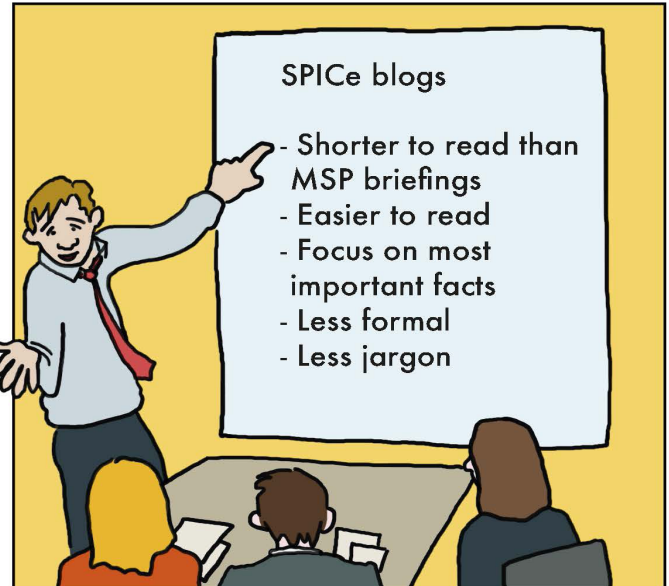 SPICe blogs
- Shorter to read than
MSP briefings
- Easier to read
- Focus on most
important facts
- Less formal
- Less jargon